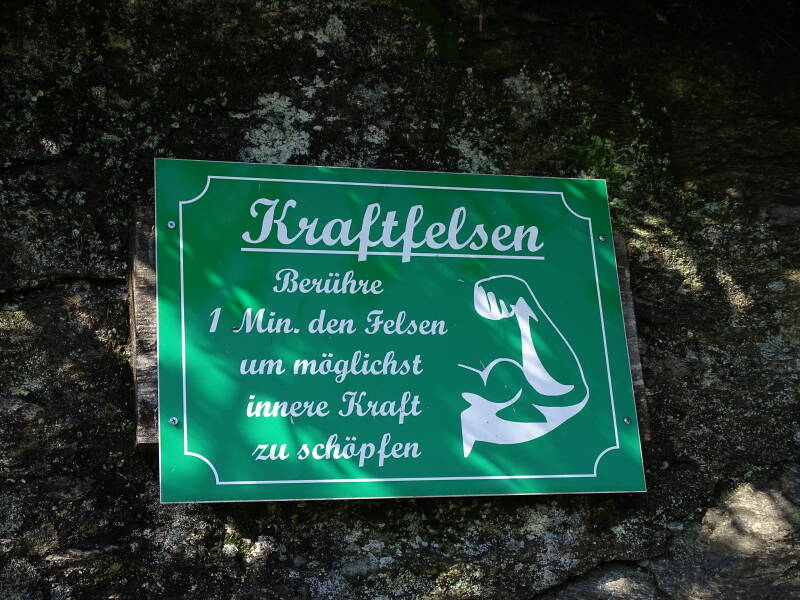 Kraftfelsen
Berühre
1 Min. den Felsen
um möglichst
innere Kraft
zu schöpfen